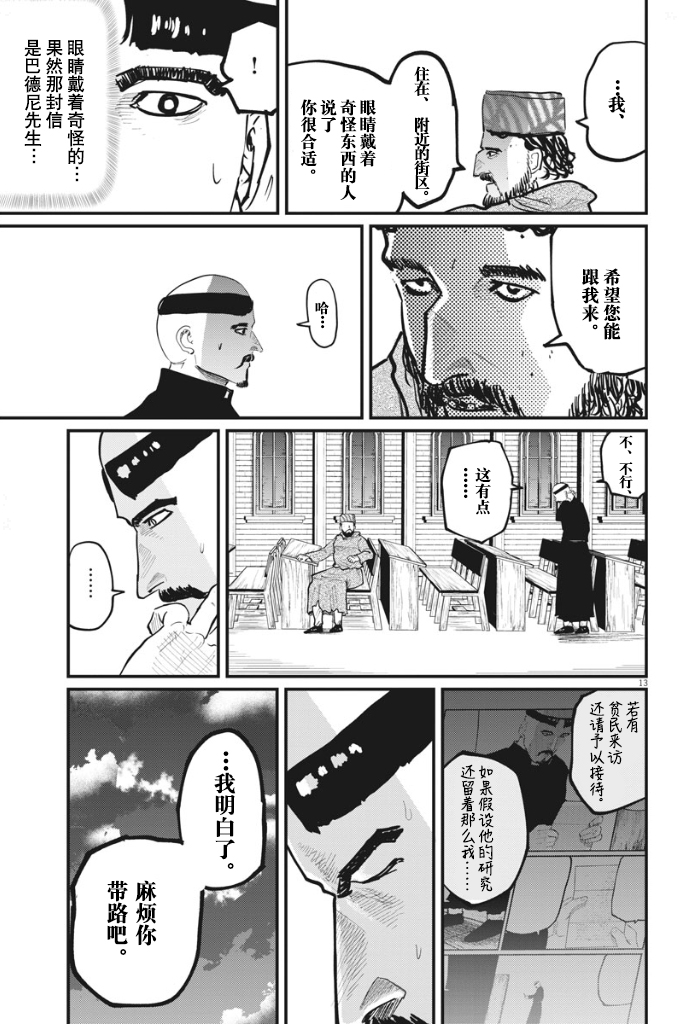 …我、
住在、附近的街区。
眼睛戴着
奇怪东西的人
说了
你很合适。
！
眼睛戴着奇怪的…
果然那封信
是巴德尼先生…
希望您能
跟我来。
哈…
不、不行，
这有点
……
……
13
若有
贫民来访
还请予以接待。
如果假设他的研究
还留着那么我……
…我明白了。
麻烦你
带路吧。